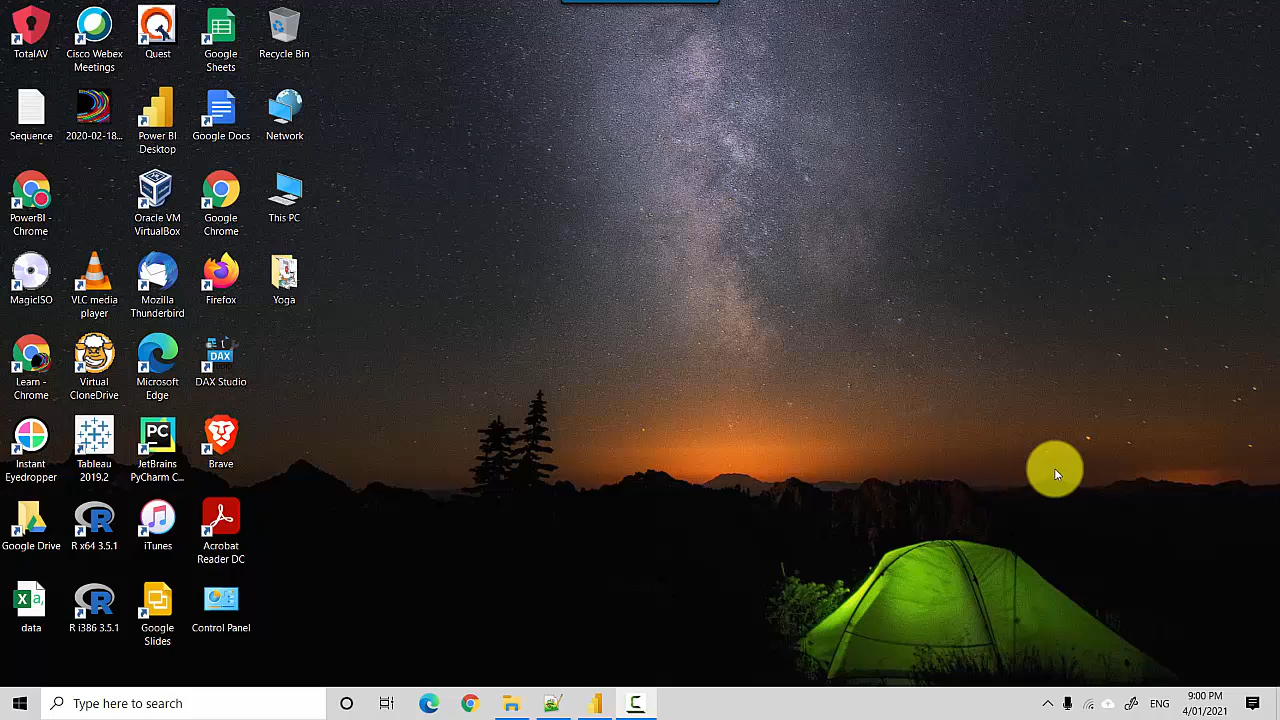 TotalAV
Cisco Webex
Meetings
Quest
Google
Sheets
Recycle Bin
Sequence
2020-02-18...
Power BI
Desktop
Google Docs
Network
PowerBI -
Chrome
Oracle VM
VirtualBox
Google
Chrome
This PC
MagicISO
VLC media
player
Mozilla
Thunderbird
Firefox
Yoga
Learn -
Chrome
Virtual
CloneDrive
Microsoft
Edge
DAX
DAX Studio
Instant
Eyedropper
Tableau
2019.2
PC
JetBrains
PyCharm C...
Brave
Google Drive
R x64 3.5.1
iTunes
Acrobat
Reader DC
X a,
data
R i386 3.5.1
Google
Slides
Control Panel
Type here to search
ENG
9:00 PM
4/01/2021